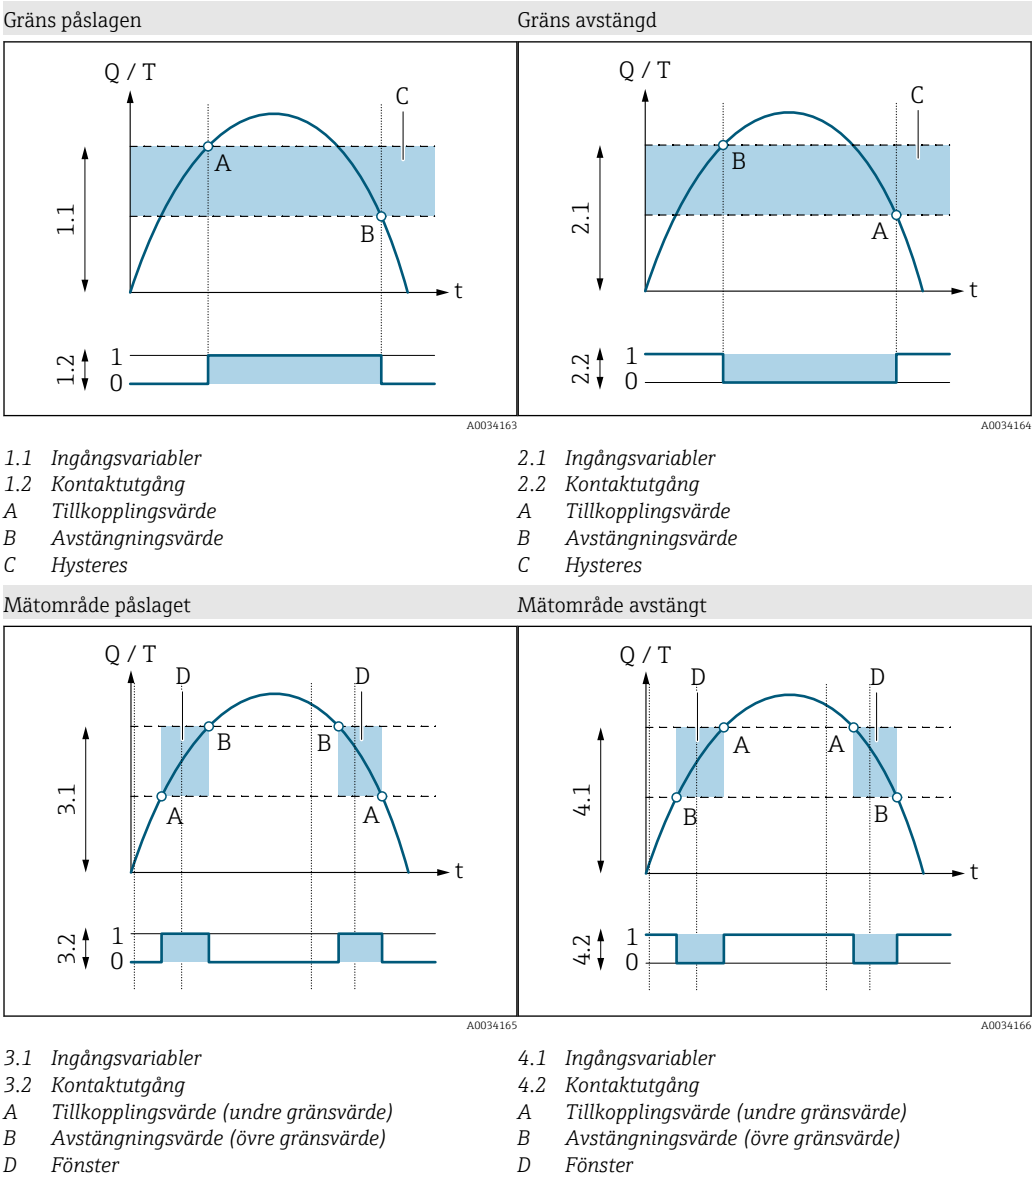 Gräns påslagen
Gräns avstängd
Q / T
C
A
B
1.1
t
1.2
1
0
A0034163
Q / T
C
B
A
2.1
t
2.2
1
0
A0034164
1.1 Ingångsvariabler
1.2 Kontaktutgång
A Tillkopplingsvärde
B Avstängningsvärde
C Hysteres
2.1 Ingångsvariabler
2.2 Kontaktutgång
A Tillkopplingsvärde
B Avstängningsvärde
C Hysteres
Mätområde påslaget
Mätområde avstängt
Q / T
D
D
B
B
A
A
3.1
t
3.2
1
0
A0034165
Q / T
D
D
A
A
B
B
4.1
t
4.2
1
0
A0034166
3.1 Ingångsvariabler
3.2 Kontaktutgång
A Tillkopplingsvärde (undre gränsvärde)
B Avstängningsvärde (övre gränsvärde)
D Fönster
4.1 Ingångsvariabler
4.2 Kontaktutgång
A Tillkopplingsvärde (undre gränsvärde)
B Avstängningsvärde (övre gränsvärde)
D Fönster